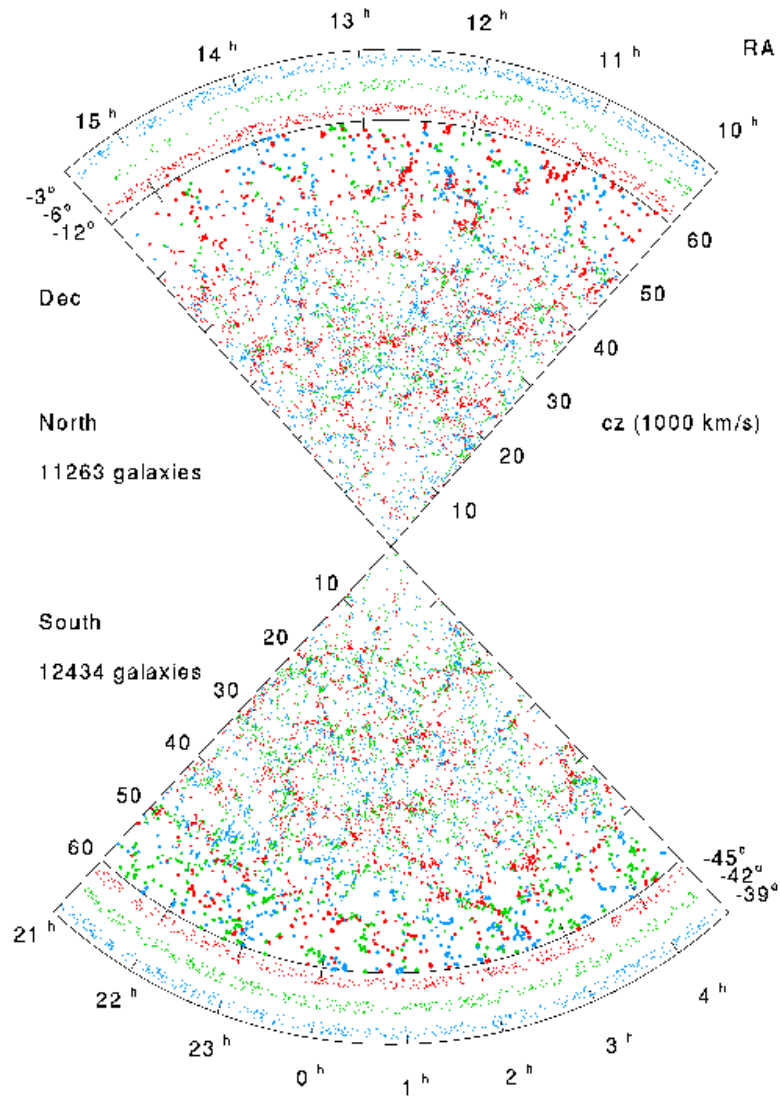 13 h
12 h
14 h
11 h
RA
15 h
10 h
-3°
-6°
-12°
60
50
Dec
40
30
North
cz (1000 km/s)
20
11263 galaxies
10
10
South
20
12434 galaxies
30
40
50
60
-45°
-42°
-39°
21 h
22 h
4 h
23 h
3 h
0 h
2 h
1 h